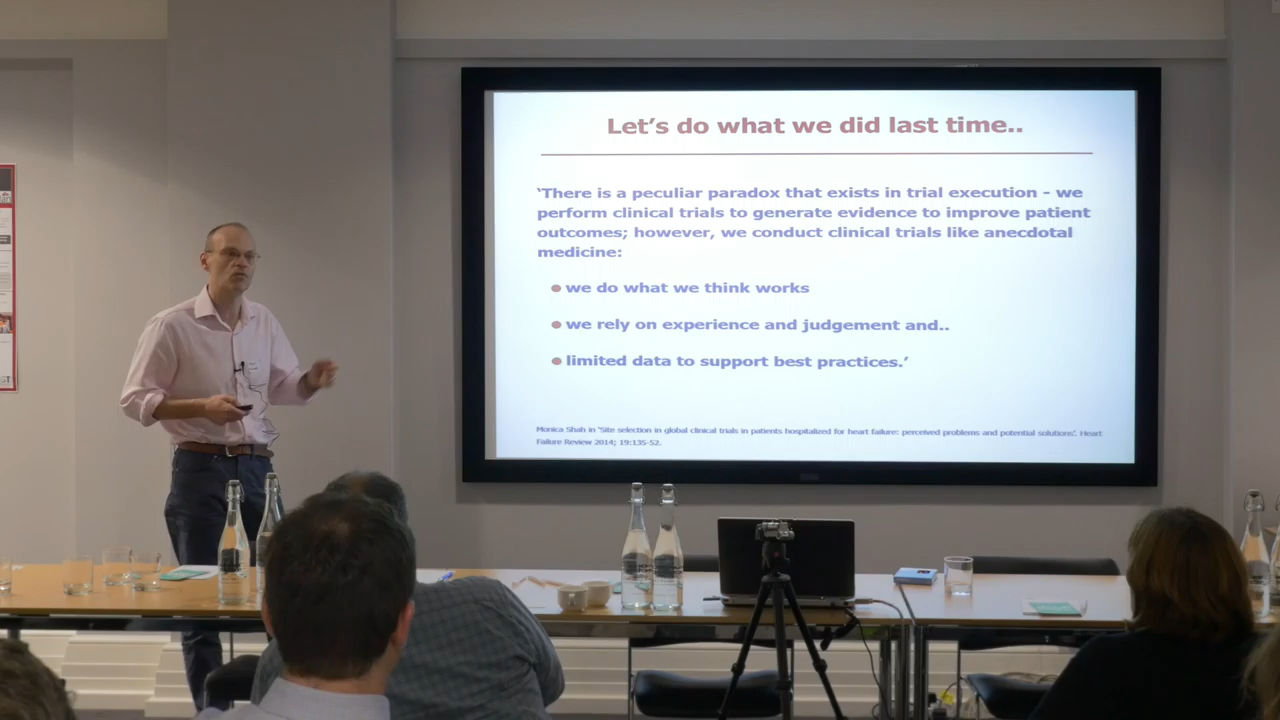 Let's do what we did last time..
‘There is a peculiar paradox that exists in trial execution - we
perform clinical trials to generate evidence to improve patient
outcomes; however, we conduct clinical trials like anecdotal
medicine:
● we do what we think works
● we rely on experience and judgement and..
● limited data to support best practices.’
Monica Shah in ‘Site selection in global clinical trials in patients hospitalized for heart failure: perceived problems and potential solutions’. Heart
Failure Review 2014; 19:135-52.